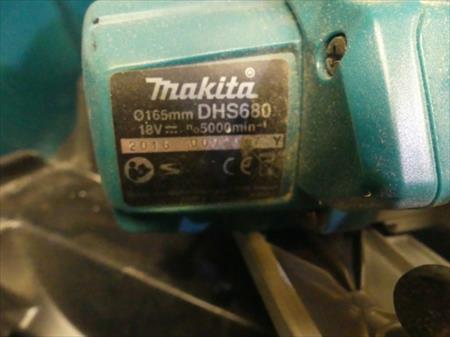 makita®
Ø165mm DHS680
18V⎓ n₀5000min⁻¹
2016 Y
CE